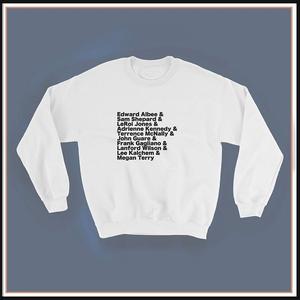 Edward Albee &
Sam Shepard &
LeRoi Jones &
Adrienne Kennedy &
Terrence McNally &
John Guare &
Frank Gagliano &
Lanford Wilson &
Lee Kalchem &
Megan Terry